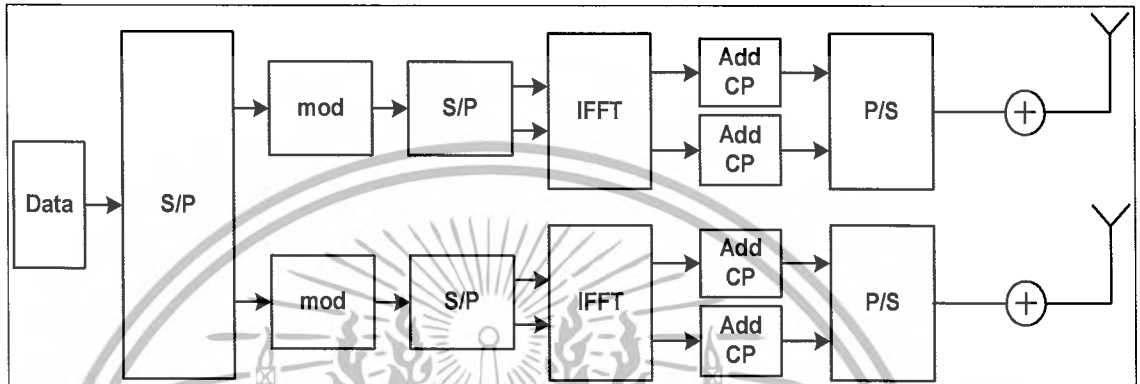 Data
S/P
mod
S/P
IFFT
Add
CP
Add
CP
P/S
+
mod
S/P
IFFT
Add
CP
Add
CP
P/S
+